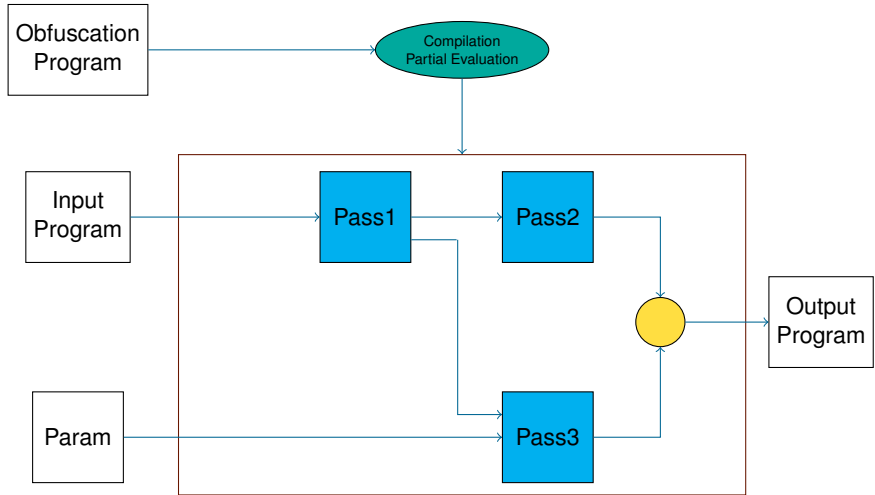 Obfuscation
Program
Compilation
Partial Evaluation
Input
Program
Pass1
Pass2
Output
Program
Param
Pass3